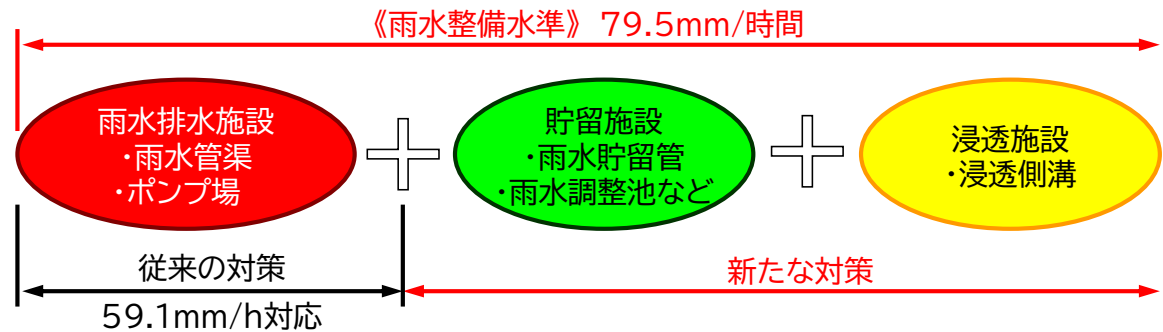 《雨水整備水準》 79.5mm/時間
雨水排水施設
・雨水管渠
・ポンプ場
貯留施設
・雨水貯留管
・雨水調整池など
浸透施設
・浸透側溝
従来の対策
59.1mm/h対応
新たな対策